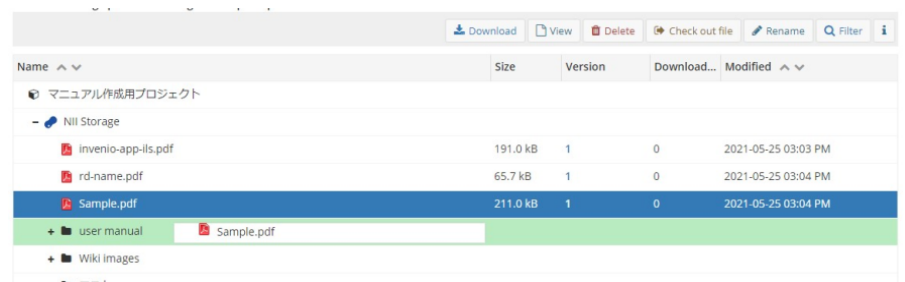 Download View Delete Check out file Rename Filter i
Name Size Version Download... Modified
マニュアル作成用プロジェクト
NII Storage
invenio-app-ils.pdf 191.0 kB 1 0 2021-05-25 03:03 PM
rd-name.pdf 65.7 kB 1 0 2021-05-25 03:04 PM
Sample.pdf 211.0 kB 1 0 2021-05-25 03:04 PM
user manual Sample.pdf
Wiki images